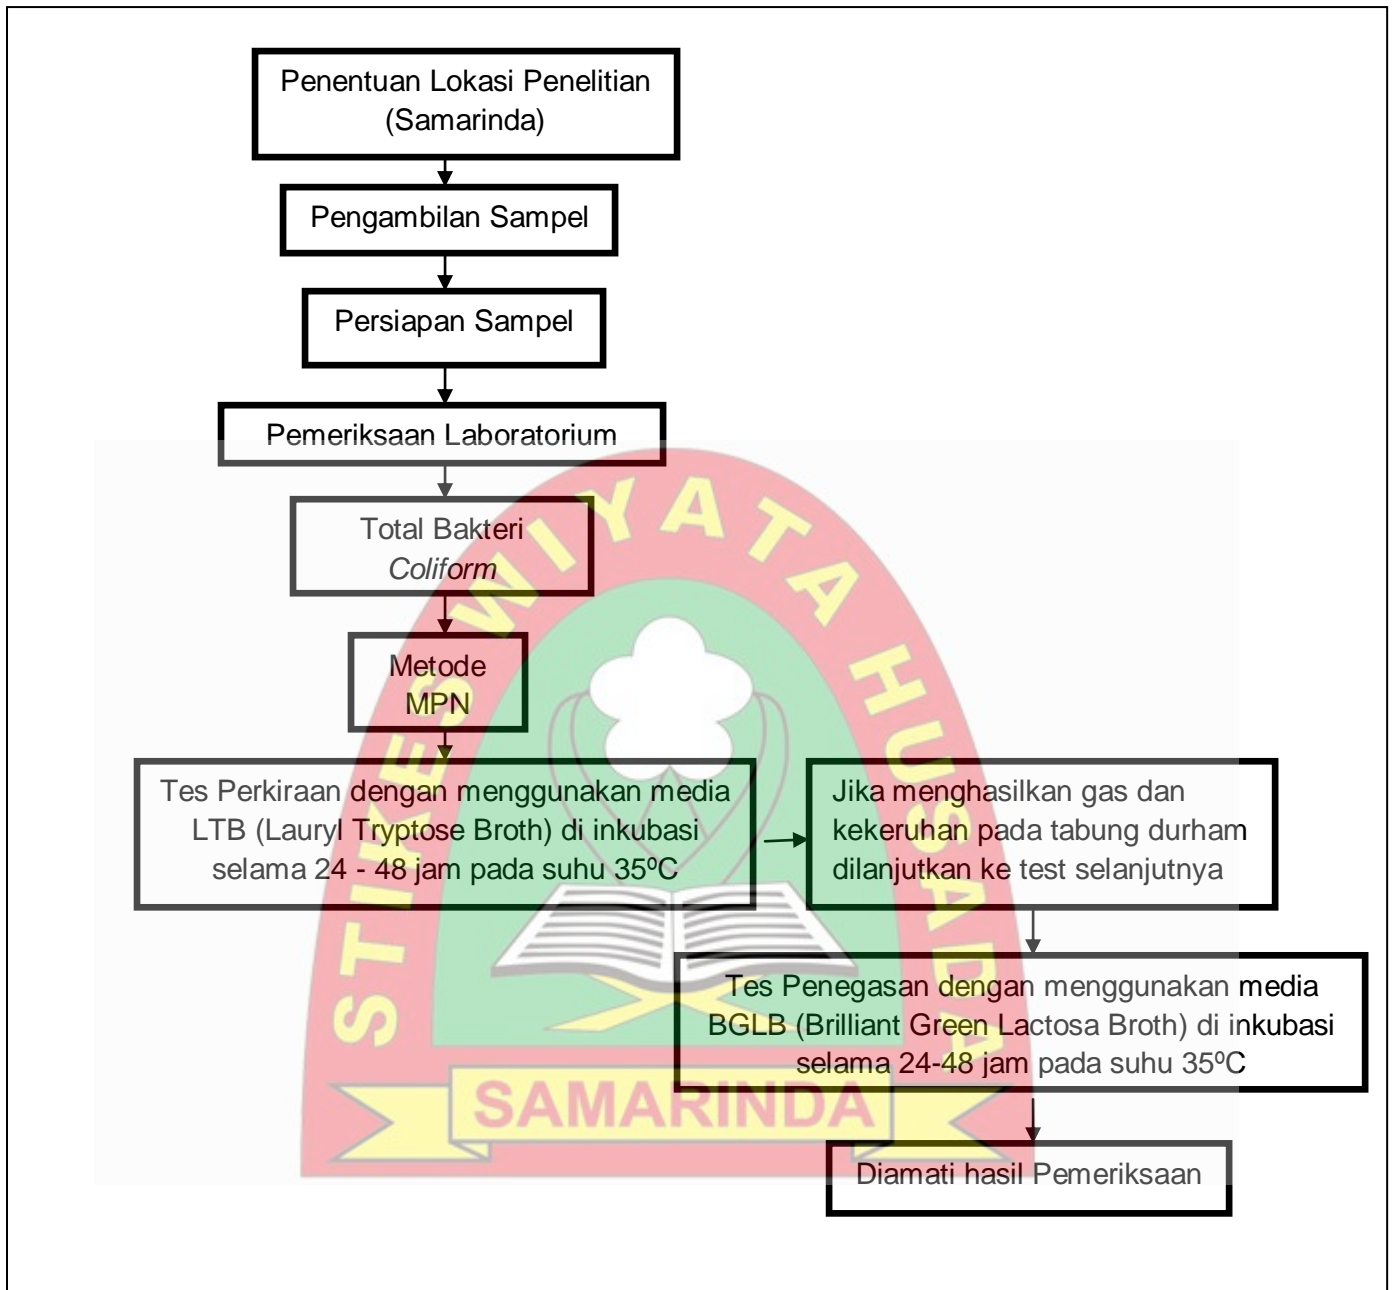 Penentuan Lokasi Penelitian
(Samarinda)
Pengambilan Sampel
Persiapan Sampel
Pemeriksaan Laboratorium
Total Bakteri
Coliform
Metode
MPN
Tes Perkiraan dengan menggunakan media
LTB (Lauryl Tryptose Broth) di inkubasi
selama 24 - 48 jam pada suhu 35⁰C
Jika menghasilkan gas dan
kekeruhan pada tabung durham
dilanjutkan ke test selanjutnya
Tes Penegasan dengan menggunakan media
BGLB (Brilliant Green Lactosa Broth) di inkubasi
selama 24-48 jam pada suhu 35⁰C
Diamati hasil Pemeriksaan
STIKES WIYATA HUSADA
SAMARINDA